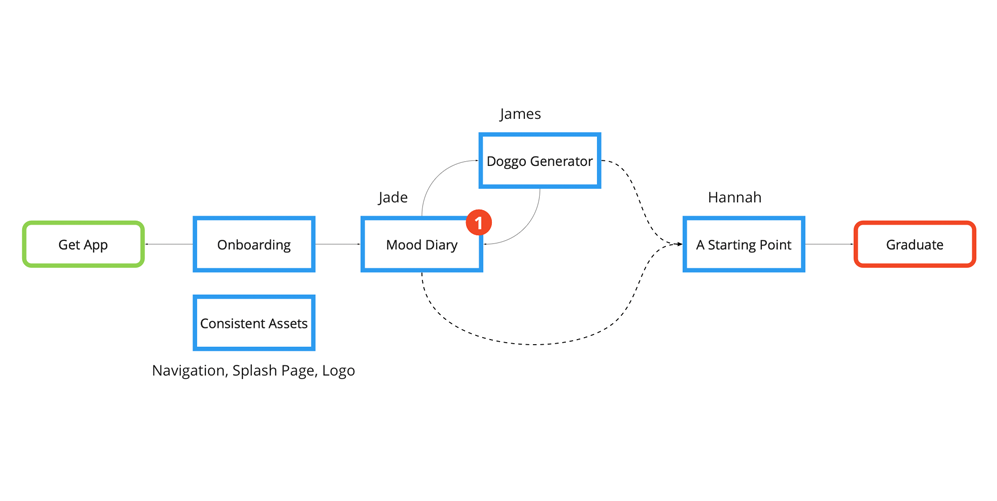 James
Doggo Generator
Jade
Hannah
1
Get App
Onboarding
Mood Diary
A Starting Point
Graduate
Consistent Assets
Navigation, Splash Page, Logo